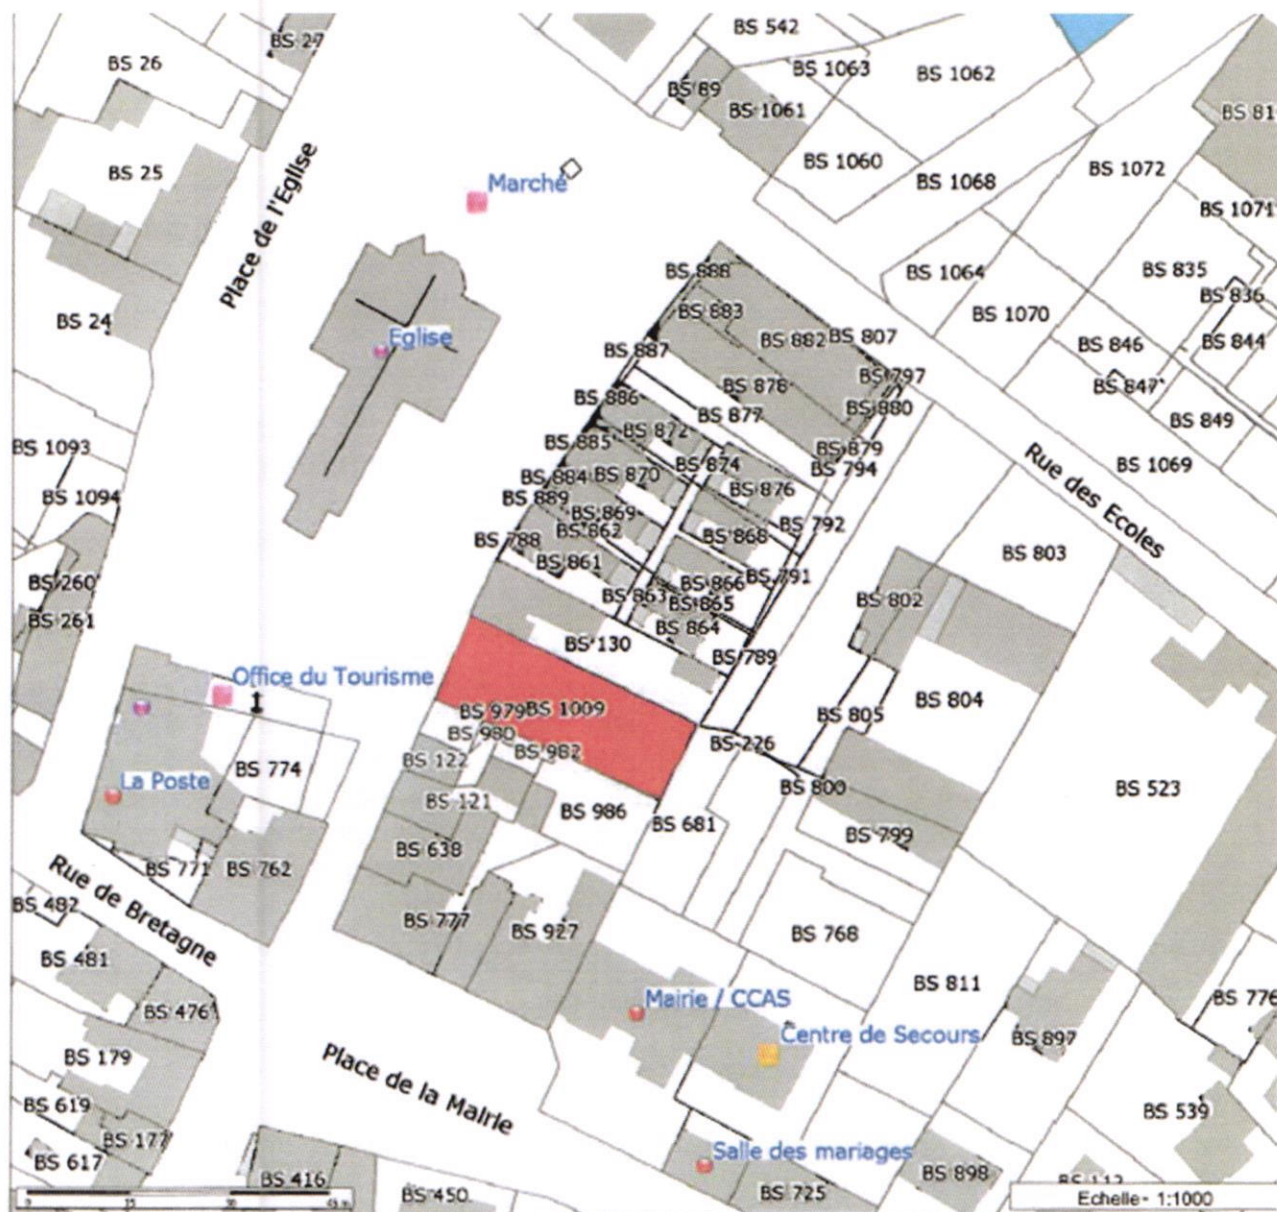 BS 27
BS 542
BS 26
BS 1063
BS 1062
BS 89
BS 1061
BS 25
BS 1060
BS 1072
Marché
BS 1068
BS 1071
Place de l'Eglise
BS 888
BS 1064
BS 835
BS 836
BS 24
BS 883
BS 1070
Eglise
BS 882
BS 807
BS 846
BS 844
BS 887
BS 797
BS 847
BS 878
BS 886
BS 877
BS 880
BS 849
BS 1093
BS 885
BS 872
BS 879
BS 874
BS 794
BS 1069
BS 884
BS 870
BS 876
BS 1094
BS 889
Rue des Ecoles
BS 869
BS 862
BS 792
BS 788
BS 868
BS 803
BS 861
BS 260
BS 866
BS 791
BS 863
BS 865
BS 802
BS 261
BS 864
BS 130
BS 789
Office du Tourisme
BS 804
BS 979
BS 1009
BS 805
BS 980
BS 226
BS 982
BS 122
BS 774
La Poste
BS 800
BS 523
BS 121
BS 986
BS 681
BS 799
BS 638
BS 771
BS 762
Rue de Bretagne
BS 482
BS 777
BS 927
BS 768
BS 481
BS 811
Mairie / CCAS
BS 776
BS 476
Centre de Secours
BS 897
BS 179
Place de la Mairie
BS 619
BS 539
BS 177
Salle des mariages
BS 617
BS 416
BS 898
BS 450
BS 725
Echelle - 1:1000